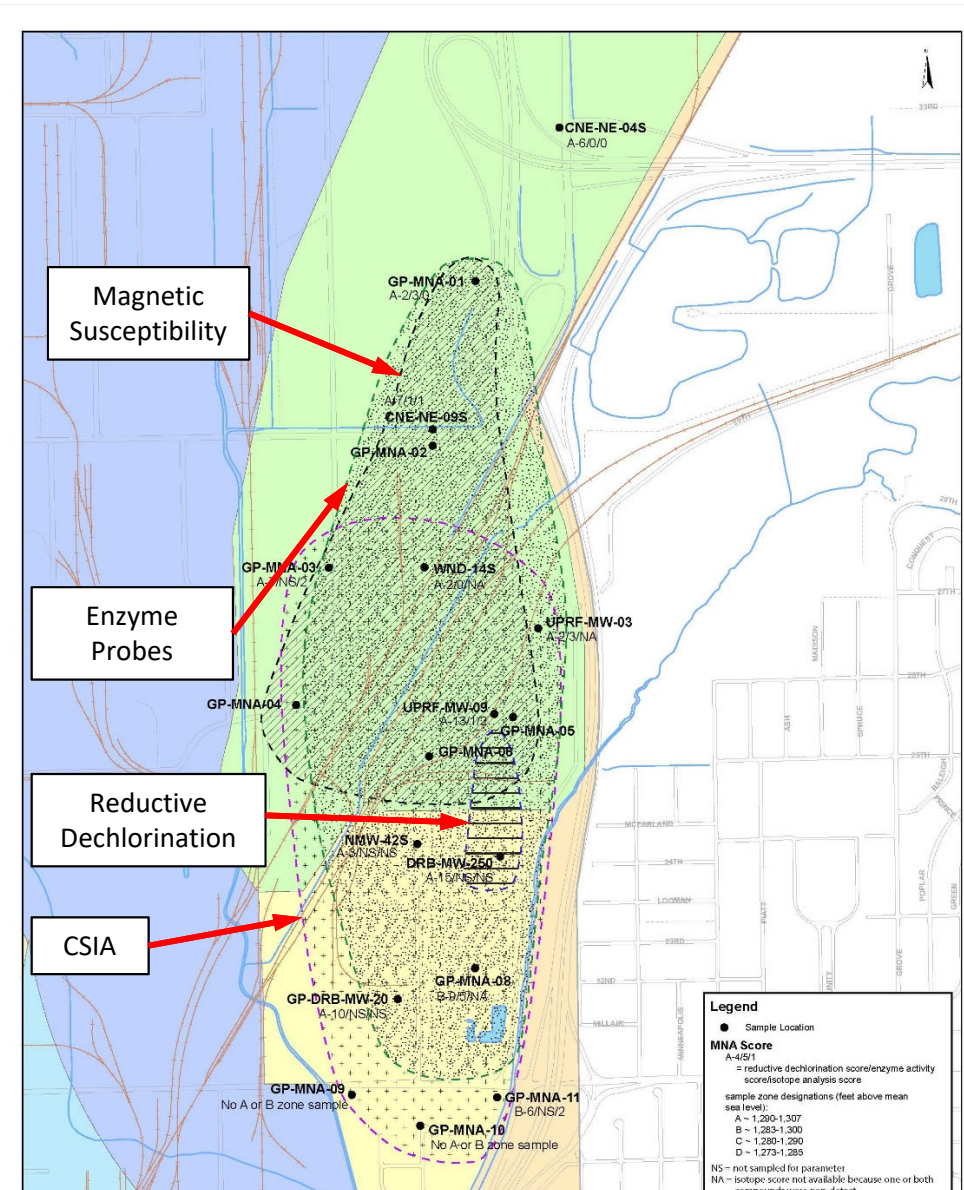 N
33RD
CNE-NE-04S
A-6/0/0
GROVE
Magnetic
Susceptibility
GP-MNA-01
A-2/3/0
A-7/1/1
CNE-NE-09S
GP-MNA-02
29TH
28TH
CONQUEST
GP-MNA-03
WND-14S
A-2/0/NA
27TH
Enzyme
Probes
UPRF-MW-03
A-2/3/NA
MADISON
26TH
GP-MNA-04
UPRF-MW-09
A-13/1/2
GP-MNA-05
ASH
SPRUCE
GP-MNA-06
25TH
RALEIGH
PRINCE
Reductive
Dechlorination
MCFARLAND
NMW-42S
A-3/NS/NS
DRB-MW-250
A-15/NS/NS
24TH
LOOMAN
PIATT
POPLAR
GREEN
CSIA
23RD
GP-MNA-08
B-9/5/NA
22ND
GP-DRB-MW-20
A-10/NS/NS
MILLAIR
MINNEAPOLIS
GROVE
Legend
Sample Location
MNA Score
A-4/5/1
= reductive dechlorination score/enzyme activity
score/isotope analysis score
sample zone designations (feet above mean
sea level):
A ~ 1,290-1,307
B ~ 1,283-1,300
C ~ 1,280-1,290
D ~ 1,273-1,285
NS = not sampled for parameter
NA = isotope score not available because one or both
GP-MNA-09
No A or B zone sample
GP-MNA-11
B-6/NS/2
GP-MNA-10
No A or B zone sample